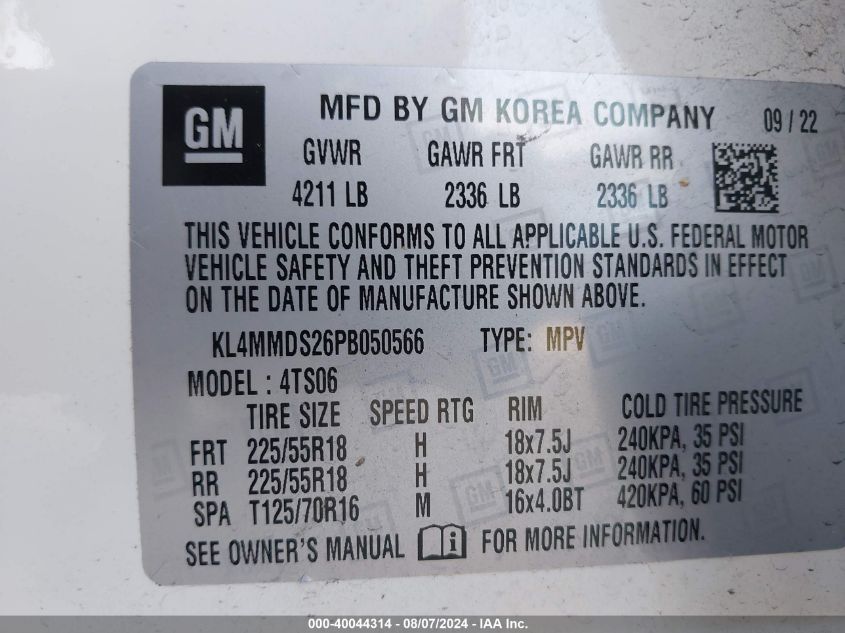 GM
MFD BY GM KOREA COMPANY 09 / 22
GVWR GAWR FRT GAWR RR
4211 LB 2336 LB 2336 LB
THIS VEHICLE CONFORMS TO ALL APPLICABLE U.S. FEDERAL MOTOR
VEHICLE SAFETY AND THEFT PREVENTION STANDARDS IN EFFECT
ON THE DATE OF MANUFACTURE SHOWN ABOVE.
KL4MMDS26PB050566 TYPE: MPV
MODEL : 4TS06
TIRE SIZE SPEED RTG RIM COLD TIRE PRESSURE
FRT 225/55R18 H 18x7.5J 240KPA, 35 PSI
RR 225/55R18 H 18x7.5J 240KPA, 35 PSI
SPA T125/70R16 M 16x4.0BT 420KPA, 60 PSI
SEE OWNER'S MANUAL i FOR MORE INFORMATION.
000-40044314 - 08/07/2024 - IAA Inc.